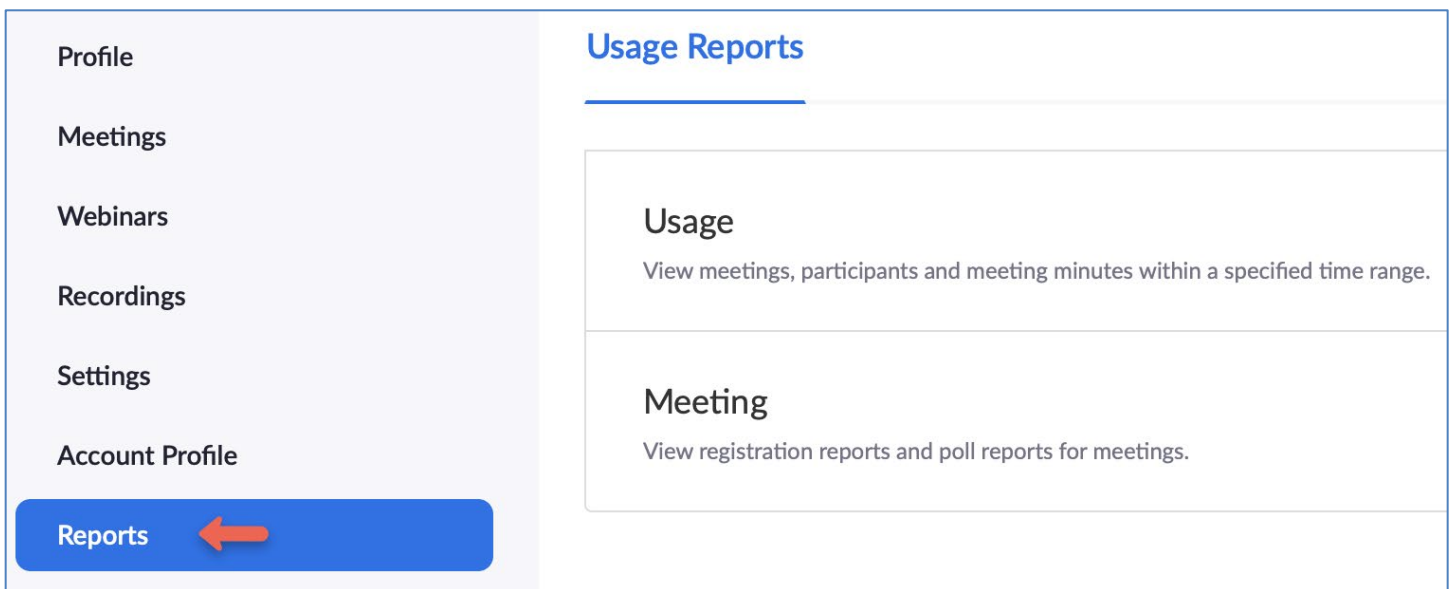 Profile
Meetings
Webinars
Recordings
Settings
Account Profile
Reports
Usage Reports
Usage
View meetings, participants and meeting minutes within a specified time range.
Meeting
View registration reports and poll reports for meetings.